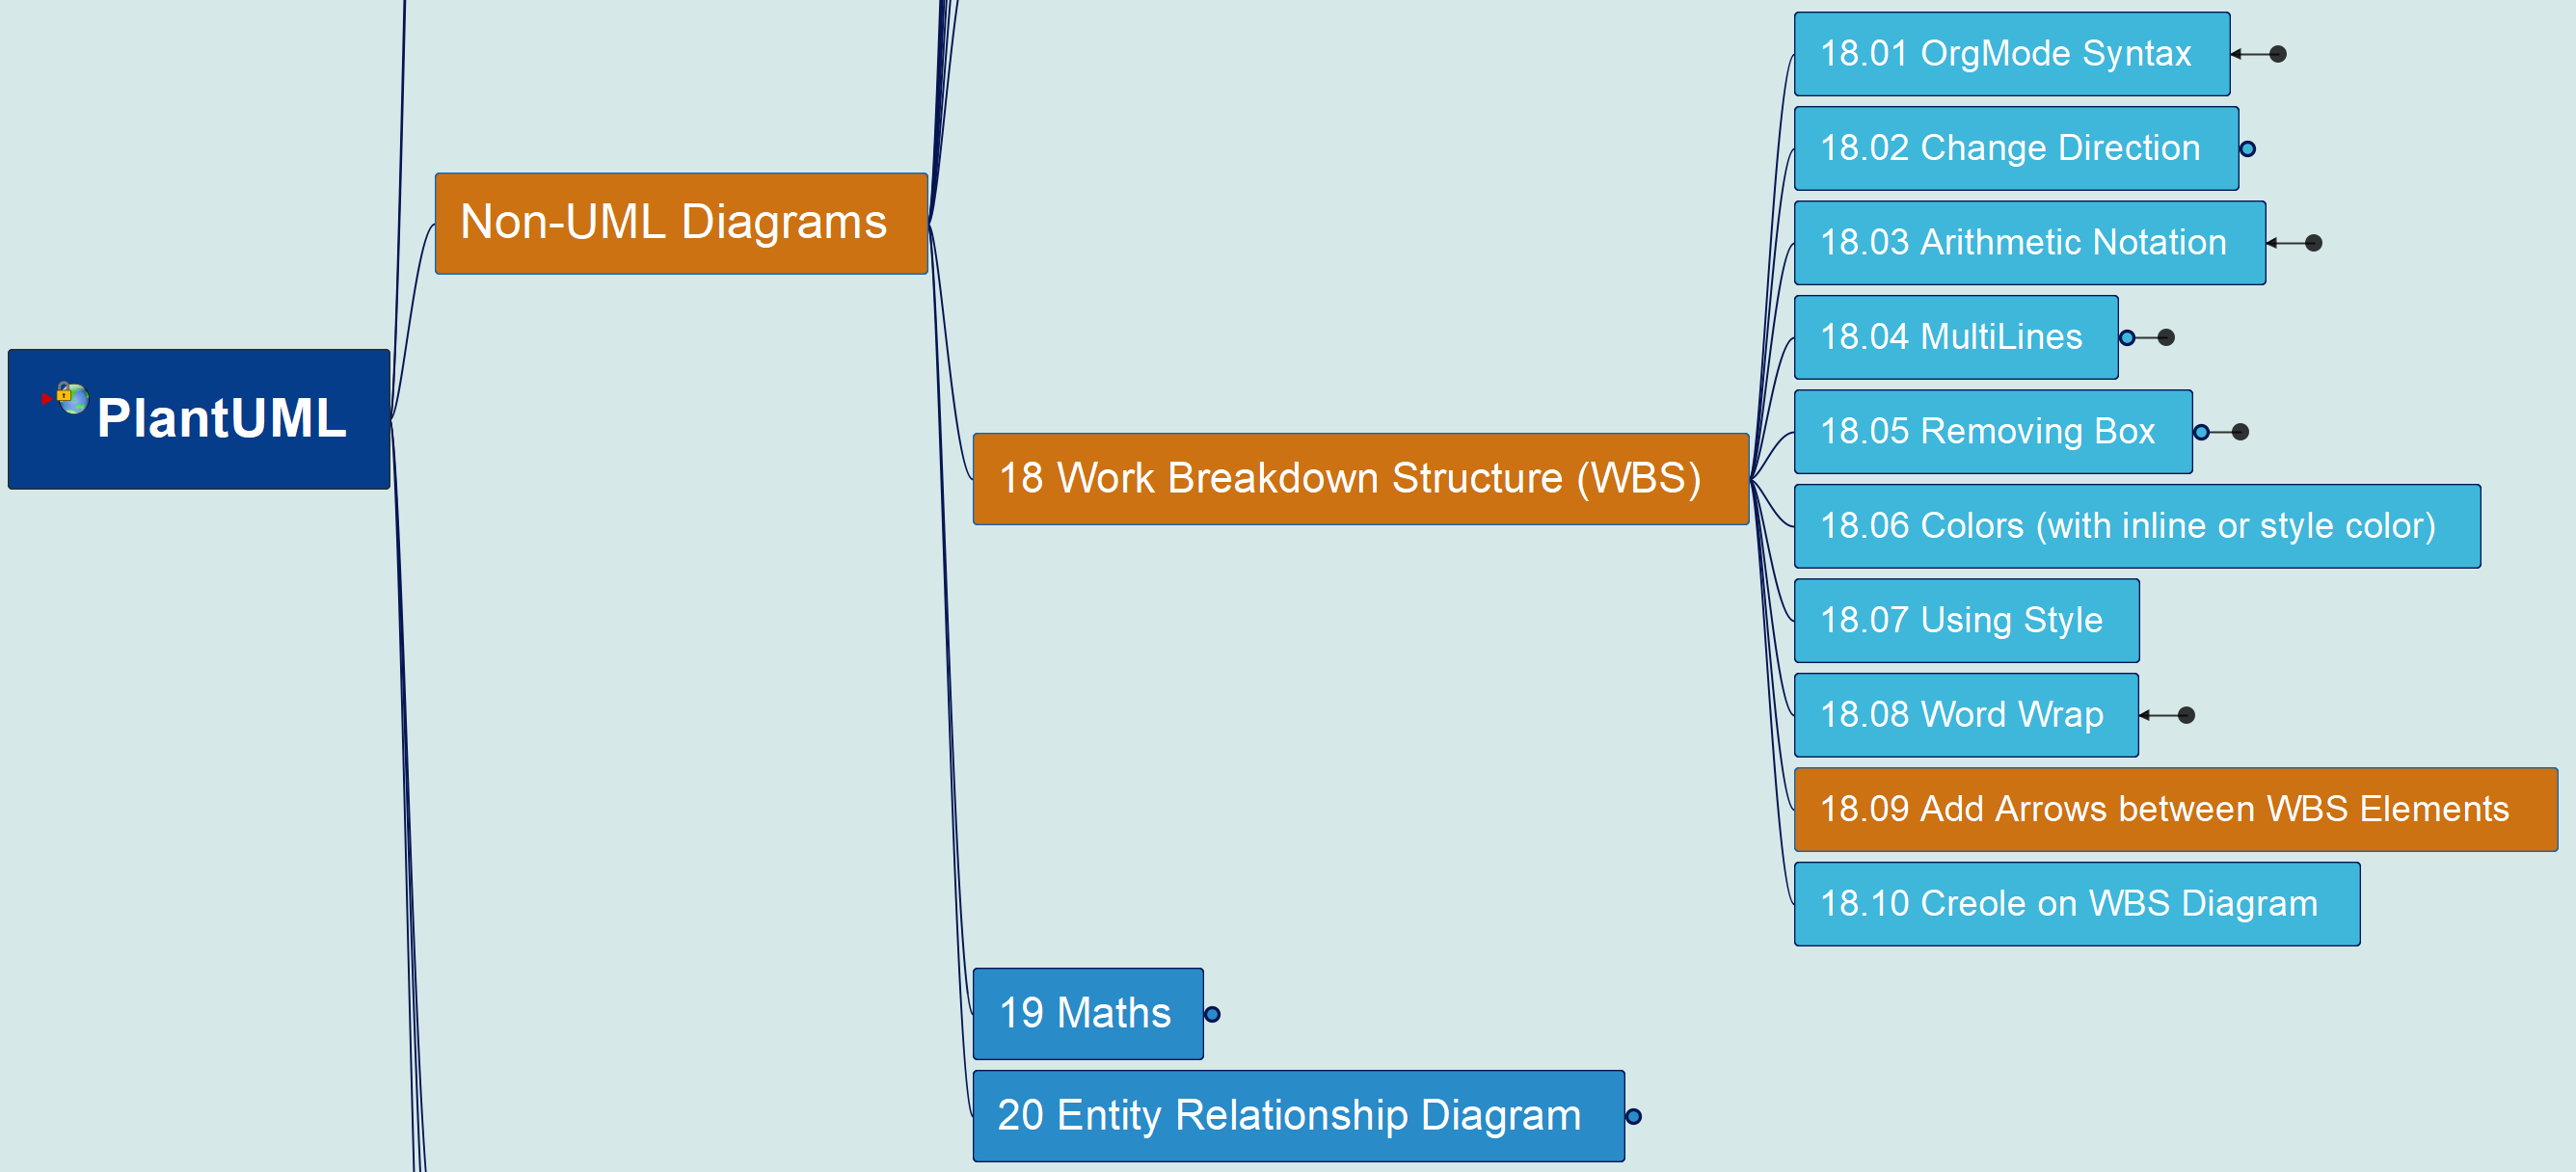 PlantUML
Non-UML Diagrams
18 Work Breakdown Structure (WBS)
18.01 OrgMode Syntax
18.02 Change Direction
18.03 Arithmetic Notation
18.04 MultiLines
18.05 Removing Box
18.06 Colors (with inline or style color)
18.07 Using Style
18.08 Word Wrap
18.09 Add Arrows between WBS Elements
18.10 Creole on WBS Diagram
19 Maths
20 Entity Relationship Diagram